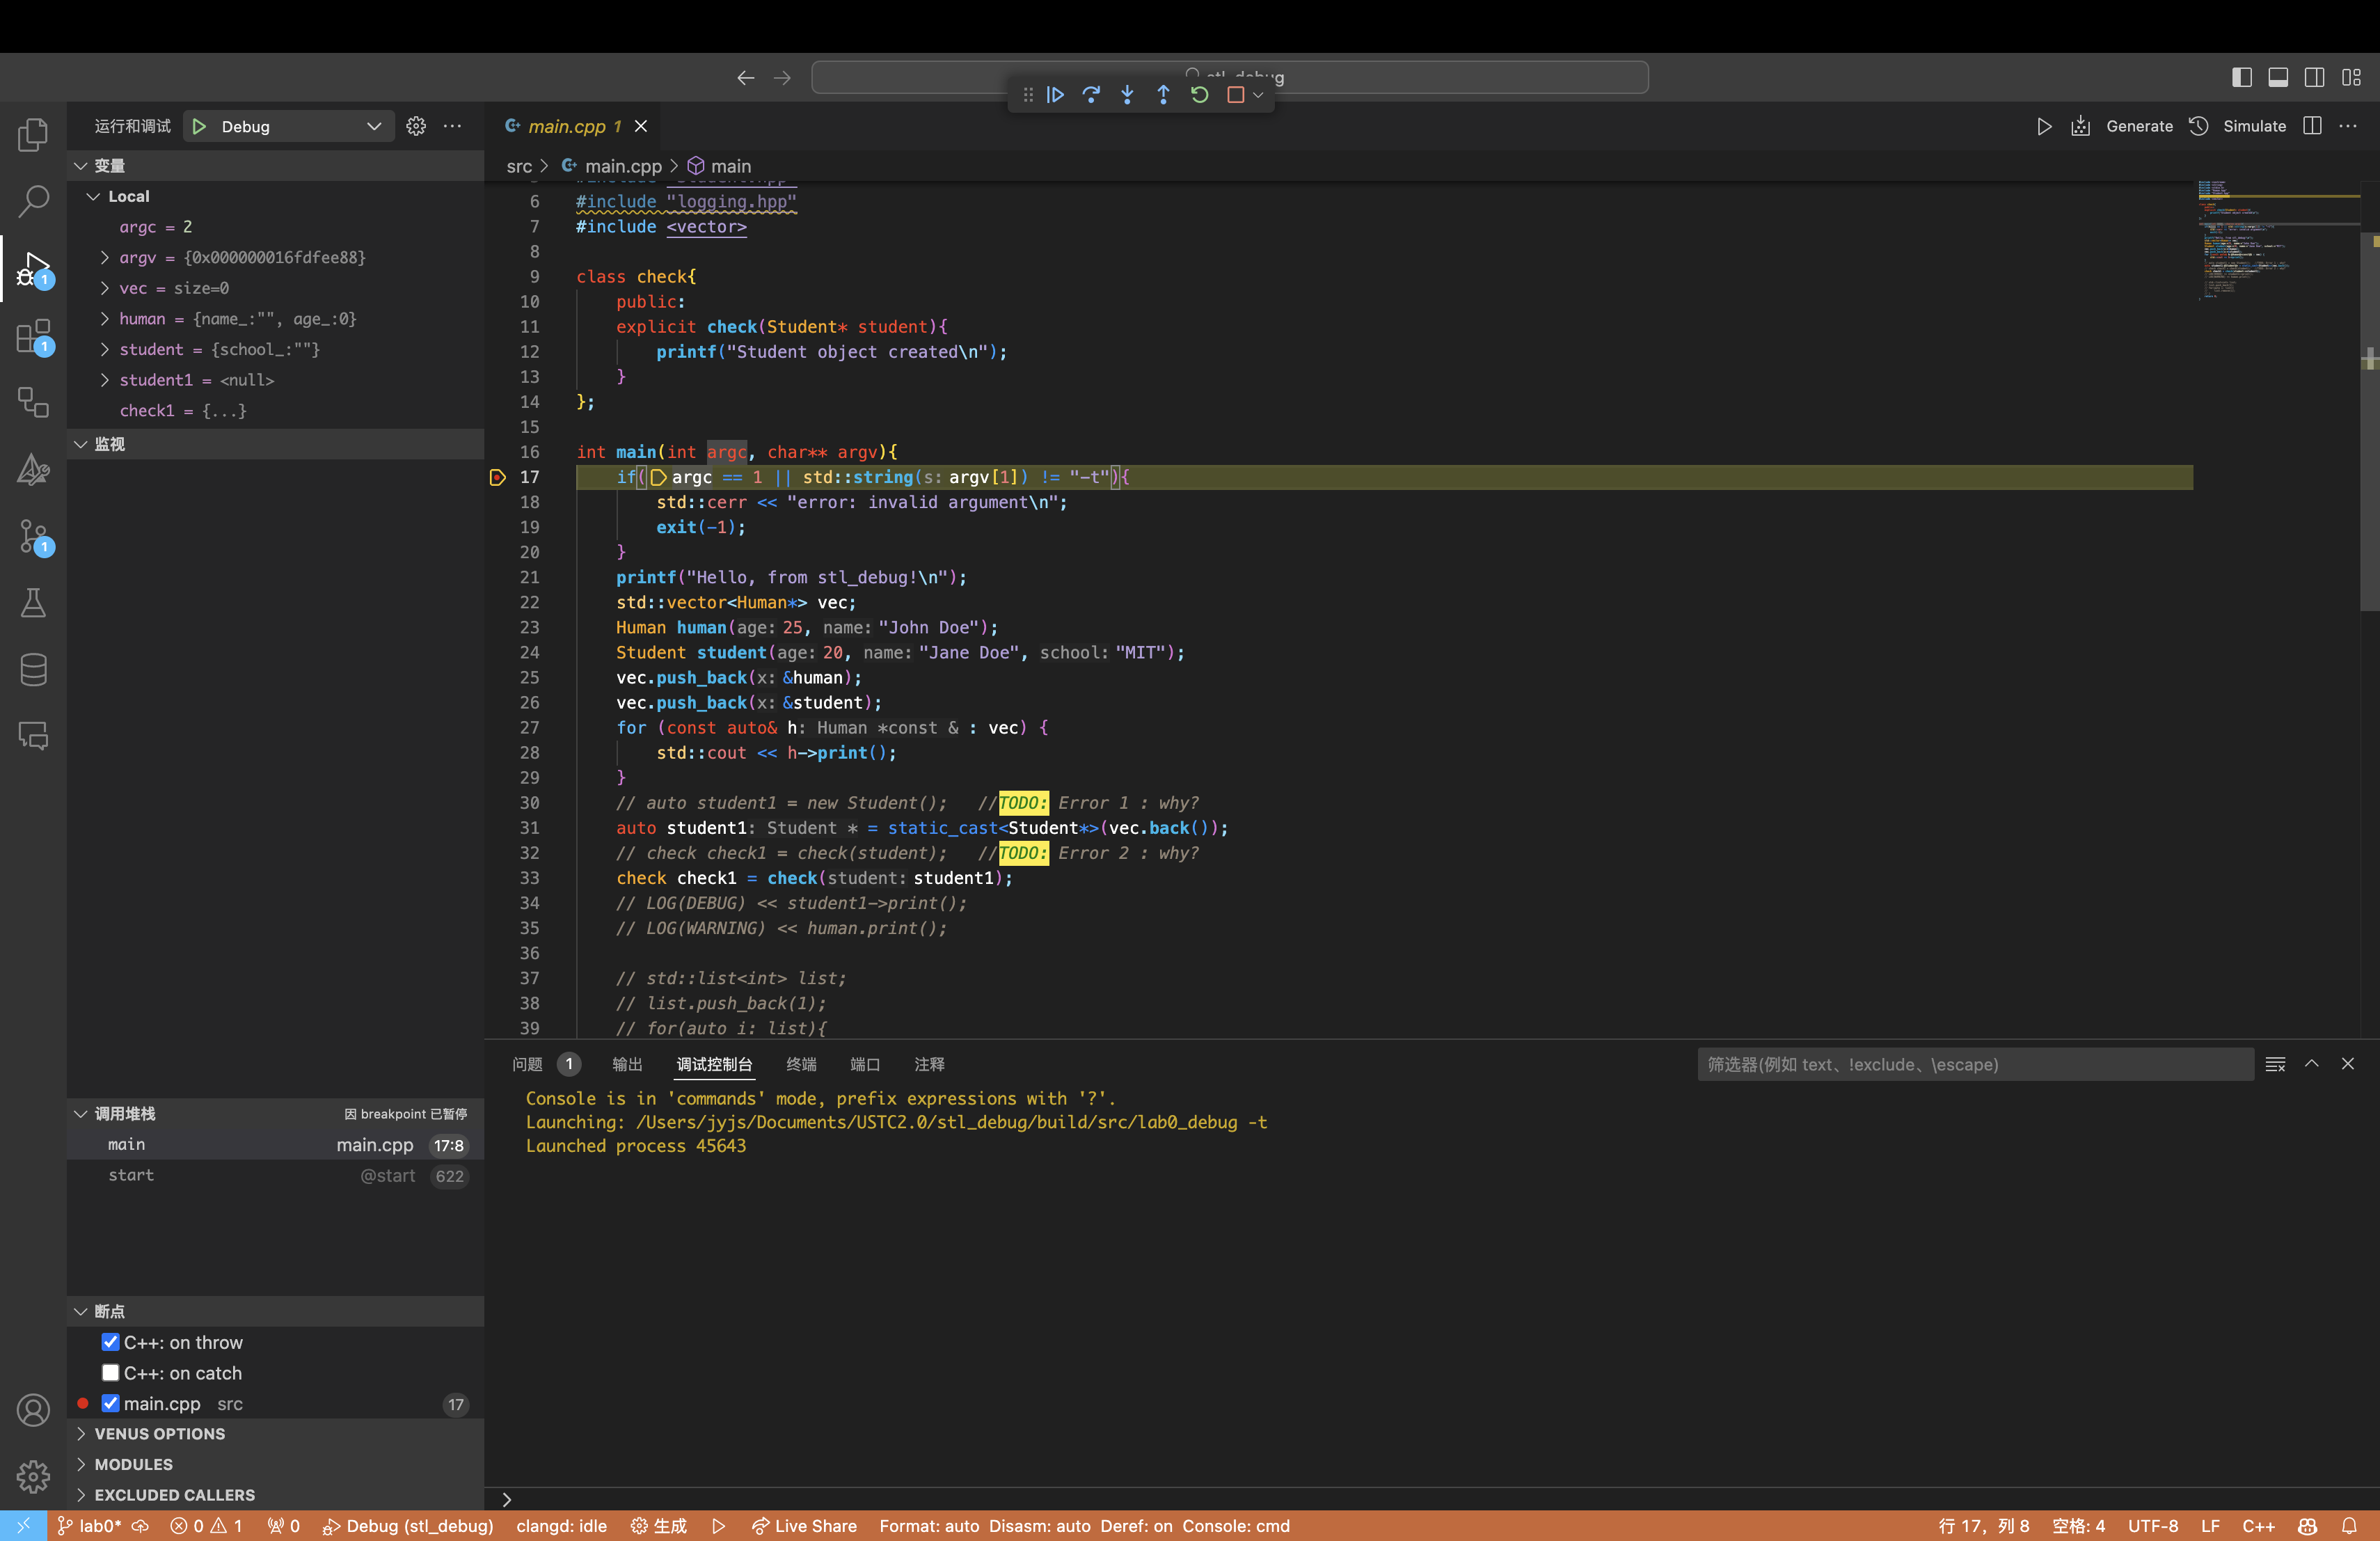 stl_debug
运行和调试 Debug
main.cpp 1
Generate Simulate
src > main.cpp > main
变量
Local
argc = 2
argv = {0x000000016fdfee88}
vec = size=0
human = {name_:"", age_:0}
student = {school_:""}
student1 = <null>
check1 = {...}
监视
调用堆栈 因 breakpoint 已暂停
main main.cpp 17:8
start @start 622
断点
C++: on throw
C++: on catch
main.cpp src 17
VENUS OPTIONS
MODULES
EXCLUDED CALLERS
6 #include "logging.hpp"
7 #include <vector>
8
9 class check{
10 public:
11 explicit check(Student* student){
12 printf("Student object created\n");
13 }
14 };
15
16 int main(int argc, char** argv){
17 if(argc == 1 || std::string(s: argv[1]) != "-t"){
18 std::cerr << "error: invalid argument\n";
19 exit(-1);
20 }
21 printf("Hello, from stl_debug!\n");
22 std::vector<Human*> vec;
23 Human human(age: 25, name: "John Doe");
24 Student student(age: 20, name: "Jane Doe", school: "MIT");
25 vec.push_back(x: &human);
26 vec.push_back(x: &student);
27 for (const auto& h: Human *const & : vec) {
28 std::cout << h->print();
29 }
30 // auto student1 = new Student(); //TODO: Error 1 : why?
31 auto student1: Student * = static_cast<Student*>(vec.back());
32 // check check1 = check(student); //TODO: Error 2 : why?
33 check check1 = check(student: student1);
34 // LOG(DEBUG) << student1->print();
35 // LOG(WARNING) << human.print();
36
37 // std::list<int> list;
38 // list.push_back(1);
39 // for(auto i: list){
问题 1 输出 调试控制台 终端 端口 注释 筛选器(例如 text、!exclude、\escape)
Console is in 'commands' mode, prefix expressions with '?'.
Launching: /Users/jyjs/Documents/USTC2.0/stl_debug/build/src/lab0_debug -t
Launched process 45643
>
lab0* 0 1 0 Debug (stl_debug) clangd: idle 生成 Live Share Format: auto Disasm: auto Deref: on Console: cmd 行 17，列 8 空格: 4 UTF-8 LF C++